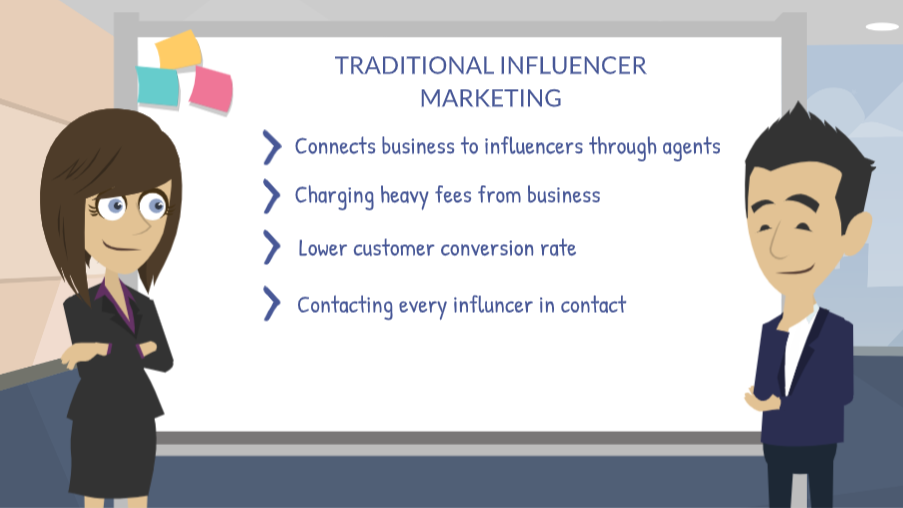 TRADITIONAL INFLUENCER
MARKETING
Connects business to influencers through agents
Charging heavy fees from business
Lower customer conversion rate
Contacting every influncer in contact